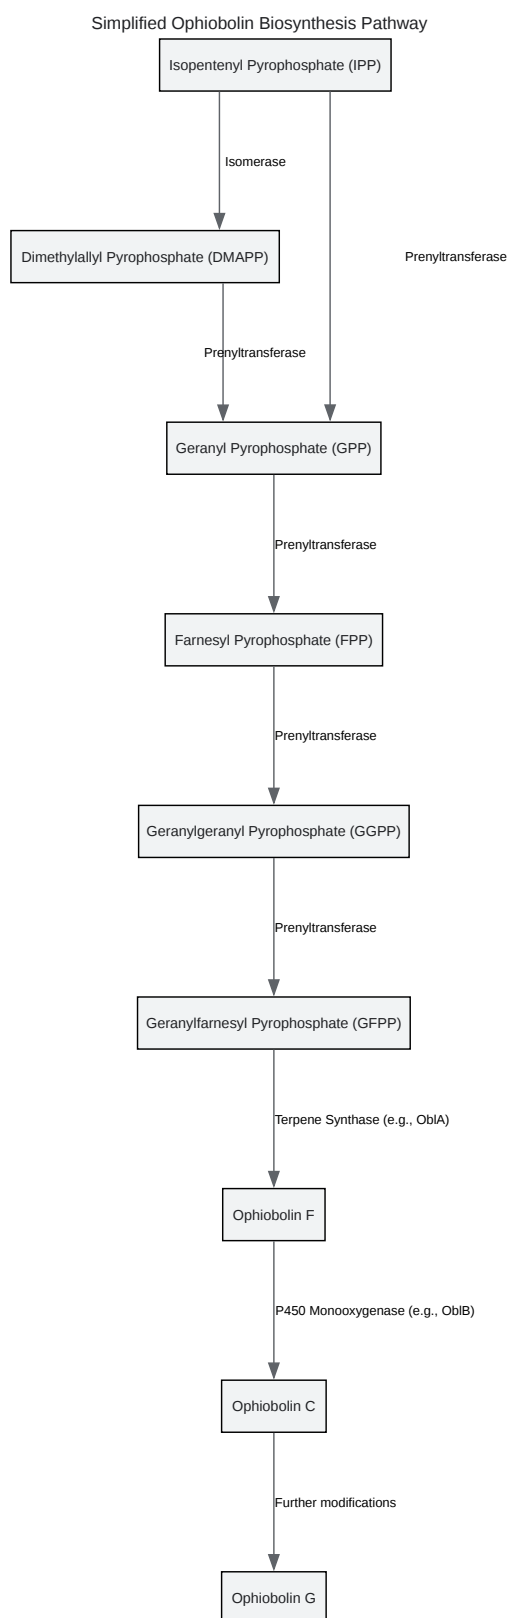 Simplified Ophiobolin Biosynthesis Pathway
Isopentenyl Pyrophosphate (IPP)
Isomerase
Dimethylallyl Pyrophosphate (DMAPP)
Prenyltransferase
Prenyltransferase
Geranyl Pyrophosphate (GPP)
Prenyltransferase
Farnesyl Pyrophosphate (FPP)
Prenyltransferase
Geranylgeranyl Pyrophosphate (GGPP)
Prenyltransferase
Geranylfarnesyl Pyrophosphate (GFPP)
Terpene Synthase (e.g., OblA)
Ophiobolin F
P450 Monooxygenase (e.g., OblB)
Ophiobolin C
Further modifications
Ophiobolin G